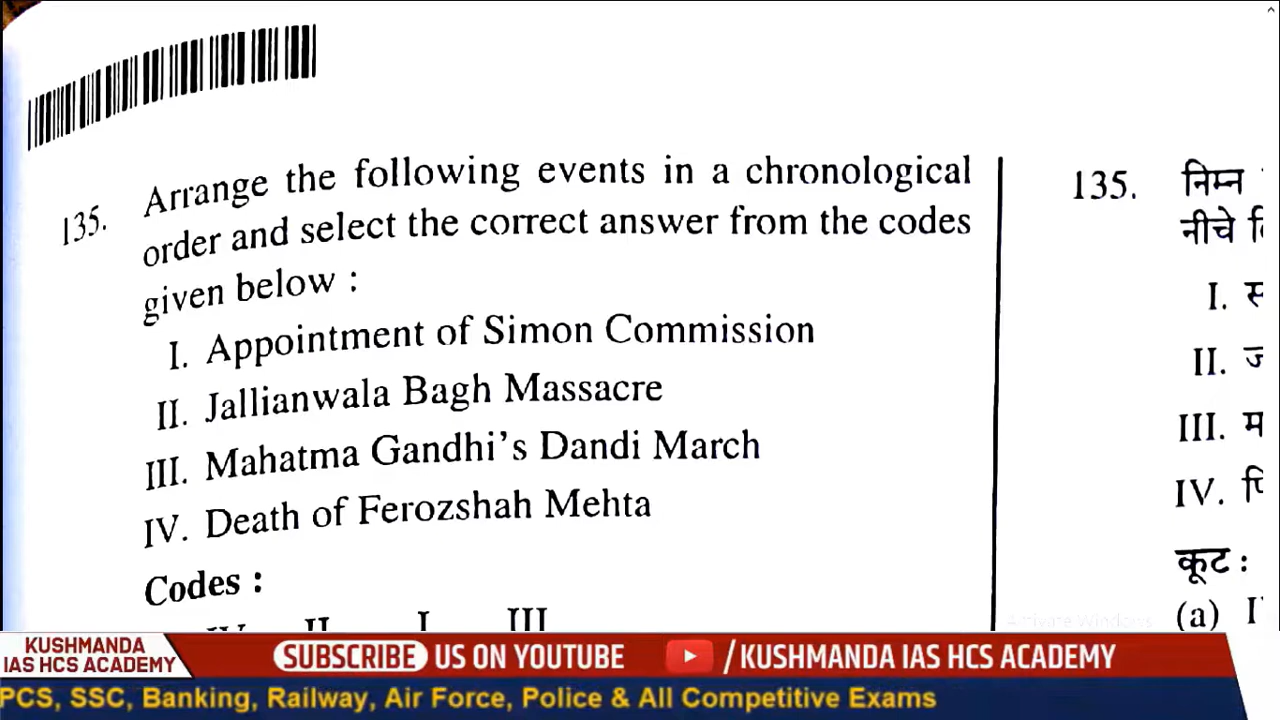 135. Arrange the following events in a chronological
order and select the correct answer from the codes
given below :
I. Appointment of Simon Commission
II. Jallianwala Bagh Massacre
III. Mahatma Gandhi's Dandi March
IV. Death of Ferozshah Mehta
Codes :
IV II I III
135. निम्न
नीचे
I.
II.
III.
IV.
कूट :
(a)
Activate Windows
KUSHMANDA
IAS HCS ACADEMY
SUBSCRIBE US ON YOUTUBE /KUSHMANDA IAS HCS ACADEMY
PCS, SSC, Banking, Railway, Air Force, Police & All Competitive Exams